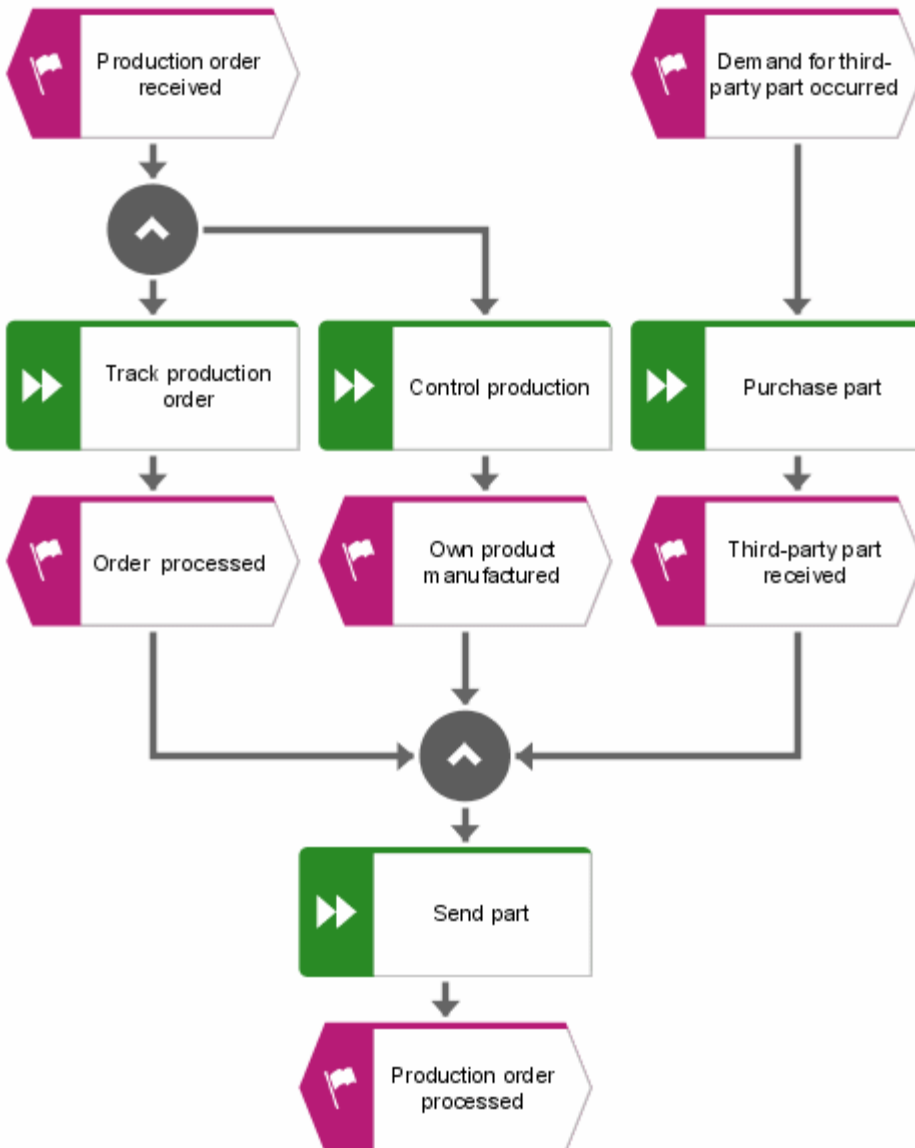 Production order
received
Demand for third-
party part occurred
Track production
order
Control production
Purchase part
Order processed
Own product
manufactured
Third-party part
received
Send part
Production order
processed